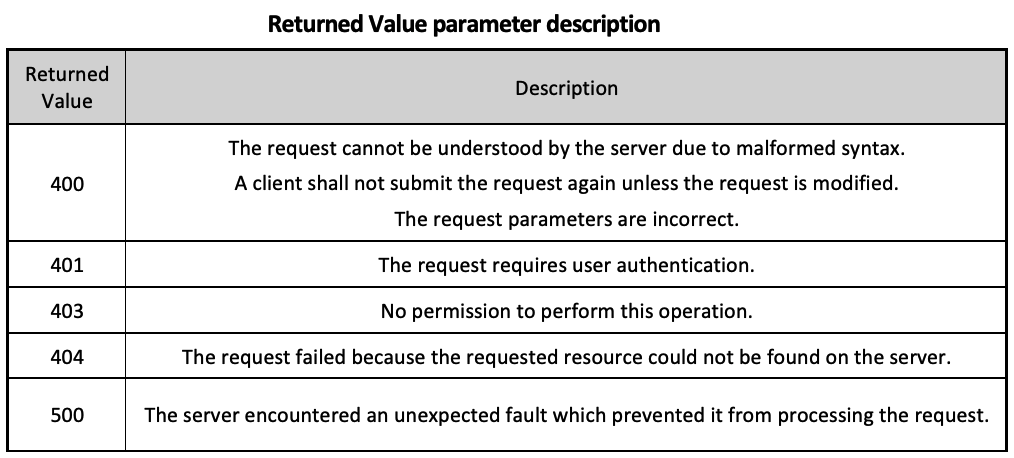 Returned Value parameter description
Returned
Value
Description
400
The request cannot be understood by the server due to malformed syntax.
A client shall not submit the request again unless the request is modified.
The request parameters are incorrect.
401
The request requires user authentication.
403
No permission to perform this operation.
404
The request failed because the requested resource could not be found on the server.
500
The server encountered an unexpected fault which prevented it from processing the request.